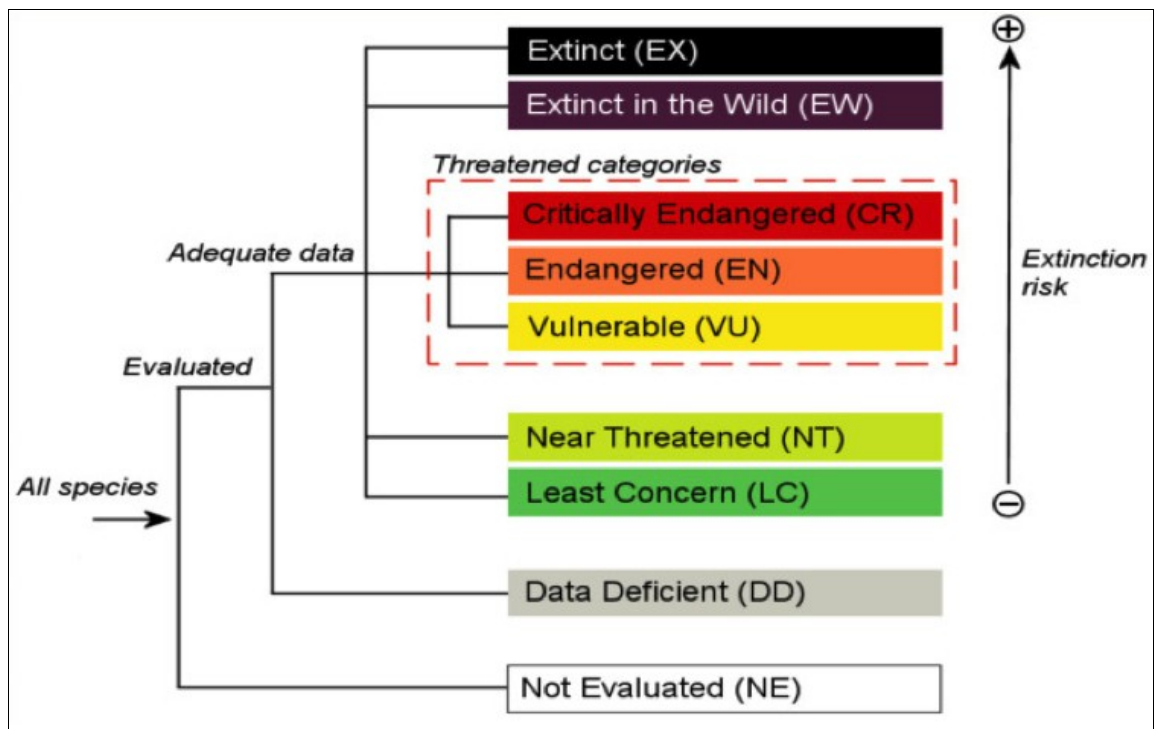 Extinct (EX)
Extinct in the Wild (EW)
Threatened categories
Critically Endangered (CR)
Adequate data
Endangered (EN)
Extinction
risk
Vulnerable (VU)
Evaluated
Near Threatened (NT)
All species
Least Concern (LC)
Data Deficient (DD)
Not Evaluated (NE)